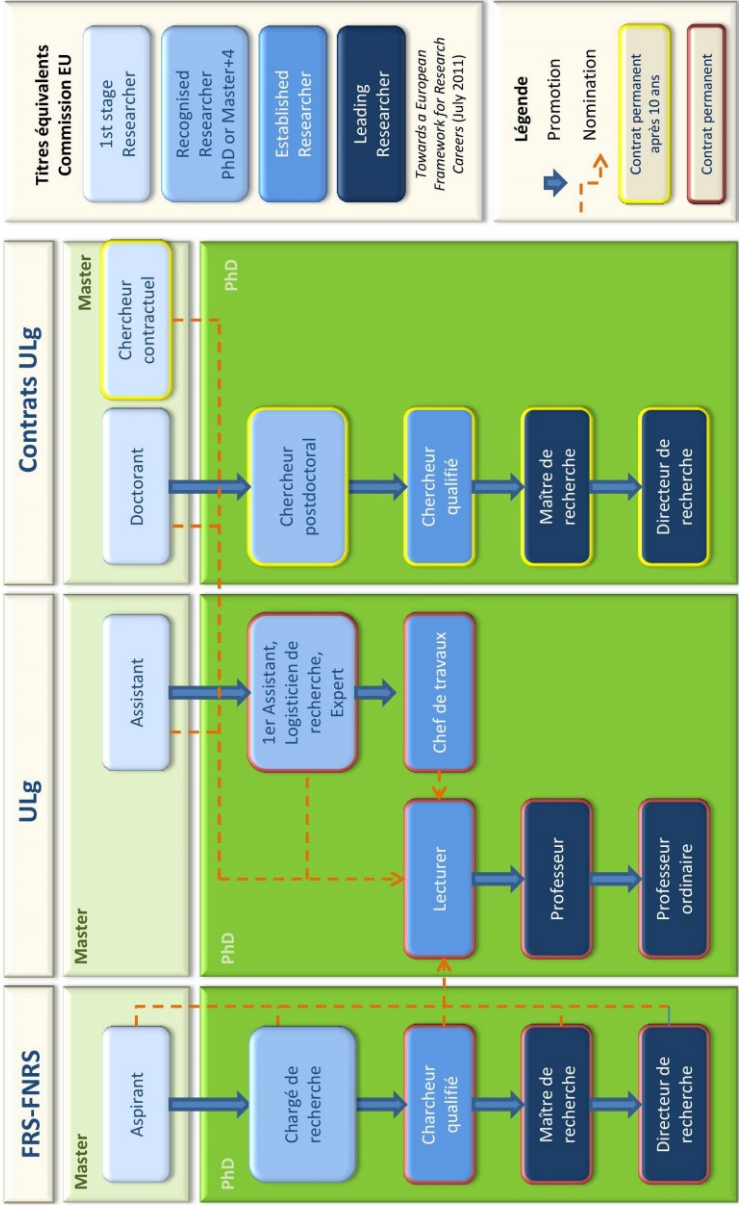 FRS-FNRS
Master
Aspirant
PhD
Chargé de
recherche
Charcheur
qualifié
Maître de
recherche
Directeur de
recherche
ULg
Master
Assistant
PhD
1er Assistant,
Logisticien de
recherche,
Expert
Lecturer
Chef de travaux
Professeur
Professeur
ordinaire
Contrats ULg
Master
Doctorant
Chercheur
contractuel
PhD
Chercheur
postdoctoral
Chercheur
qualifié
Maître de
recherche
Directeur de
recherche
Titres équivalents
Commission EU
1st stage
Researcher
Recognised
Researcher
PhD or Master+4
Established
Researcher
Leading
Researcher
Towards a European
Framework for Research
Careers (July 2011)
Légende
Promotion
Nomination
Contrat permanent
après 10 ans
Contrat permanent